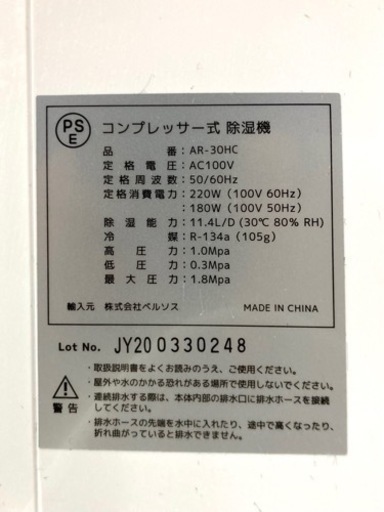 PS
E
コンプレッサー式 除湿機
品番：AR-30HC
定格電圧：AC100V
定格周波数：50/60Hz
定格消費電力：220W（100V 60Hz）
180W（100V 50Hz）
除湿能力：11.4L/D (30℃ 80% RH)
冷媒：R-134a（105g）
高圧力：1.0Mpa
低圧力：0.3Mpa
最大圧力：1.8Mpa
輸入元 株式会社ベルソス MADE IN CHINA
Lot No. JY20 0330248
・取扱説明書をよくお読みのうえ、ご使用ください。
・屋外や水のかかる恐れがある場所で使用しないでください。
・連続排水する際は、本体内部の排水口に排水ホースを接続
してください。
警告
・排水ホースの先端を水中に入れたり、途中で高くなったり、
折れ曲がっていると排水できません。